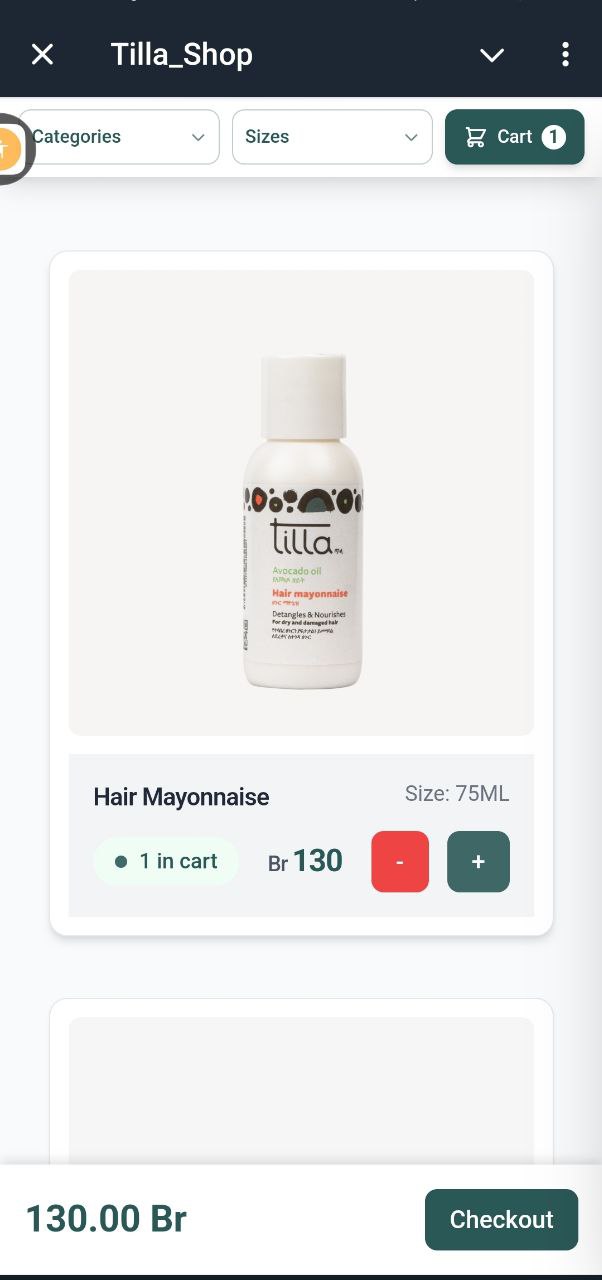 Tilla_Shop
Categories
Sizes
Cart 1
tilla
Avocado oil
Hair mayonnaise
Detangles & Nourishes
For dry and damaged hair
Hair Mayonnaise
Size: 75ML
1 in cart
Br 130
-
+
130.00 Br
Checkout